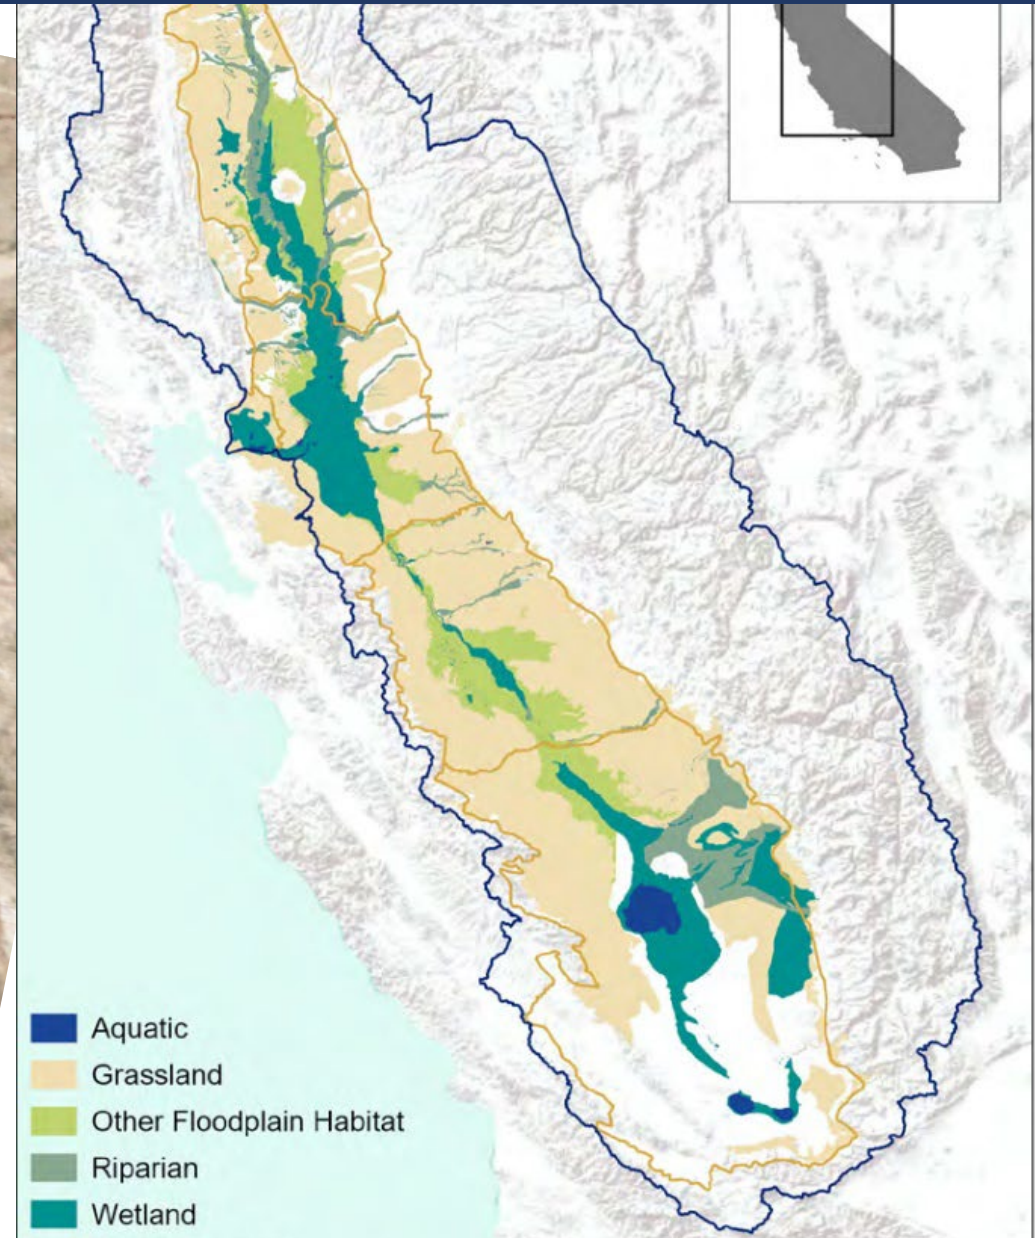 Aquatic
Grassland
Other Floodplain Habitat
Riparian
Wetland